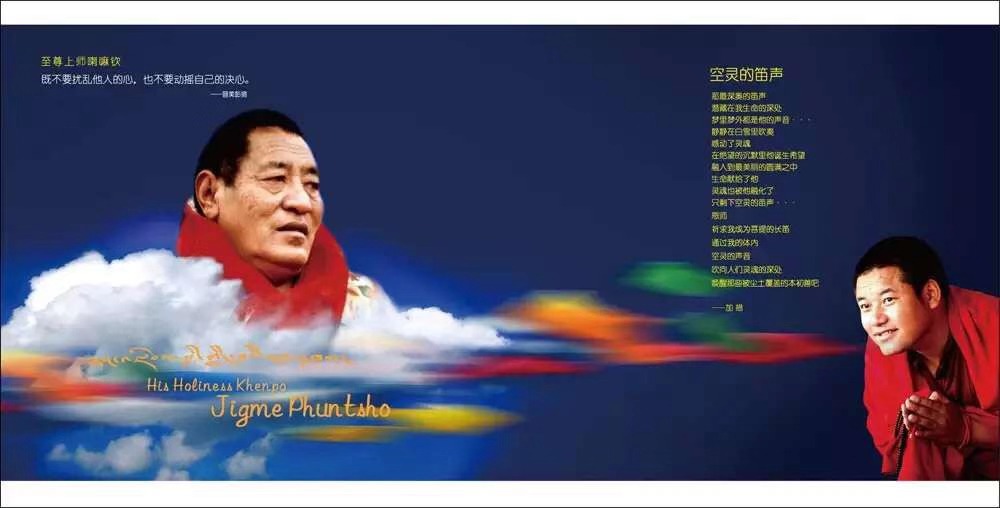 至尊上师喇嘛钦
既不要扰乱他人的心，也不要动摇自己的决心。
——晋美彭措
His Holiness Khenpo
Jigme Phuntsho
空灵的笛声
那最深奥的笛声
潜藏在我生命的深处
梦里梦外都是他的声音···
静静在白雪里吹奏
撼动了灵魂
在绝望的沉默里他诞生希望
融入到最美丽的圆满之中
生命献给了他
灵魂也被他融化了
只剩下空灵的笛声···
恩师
祈求我成为菩提的长笛
通过我的体内
空灵的声音
吹向人们灵魂的深处
唤醒那些被尘土覆盖的本初兽吧
——加 措